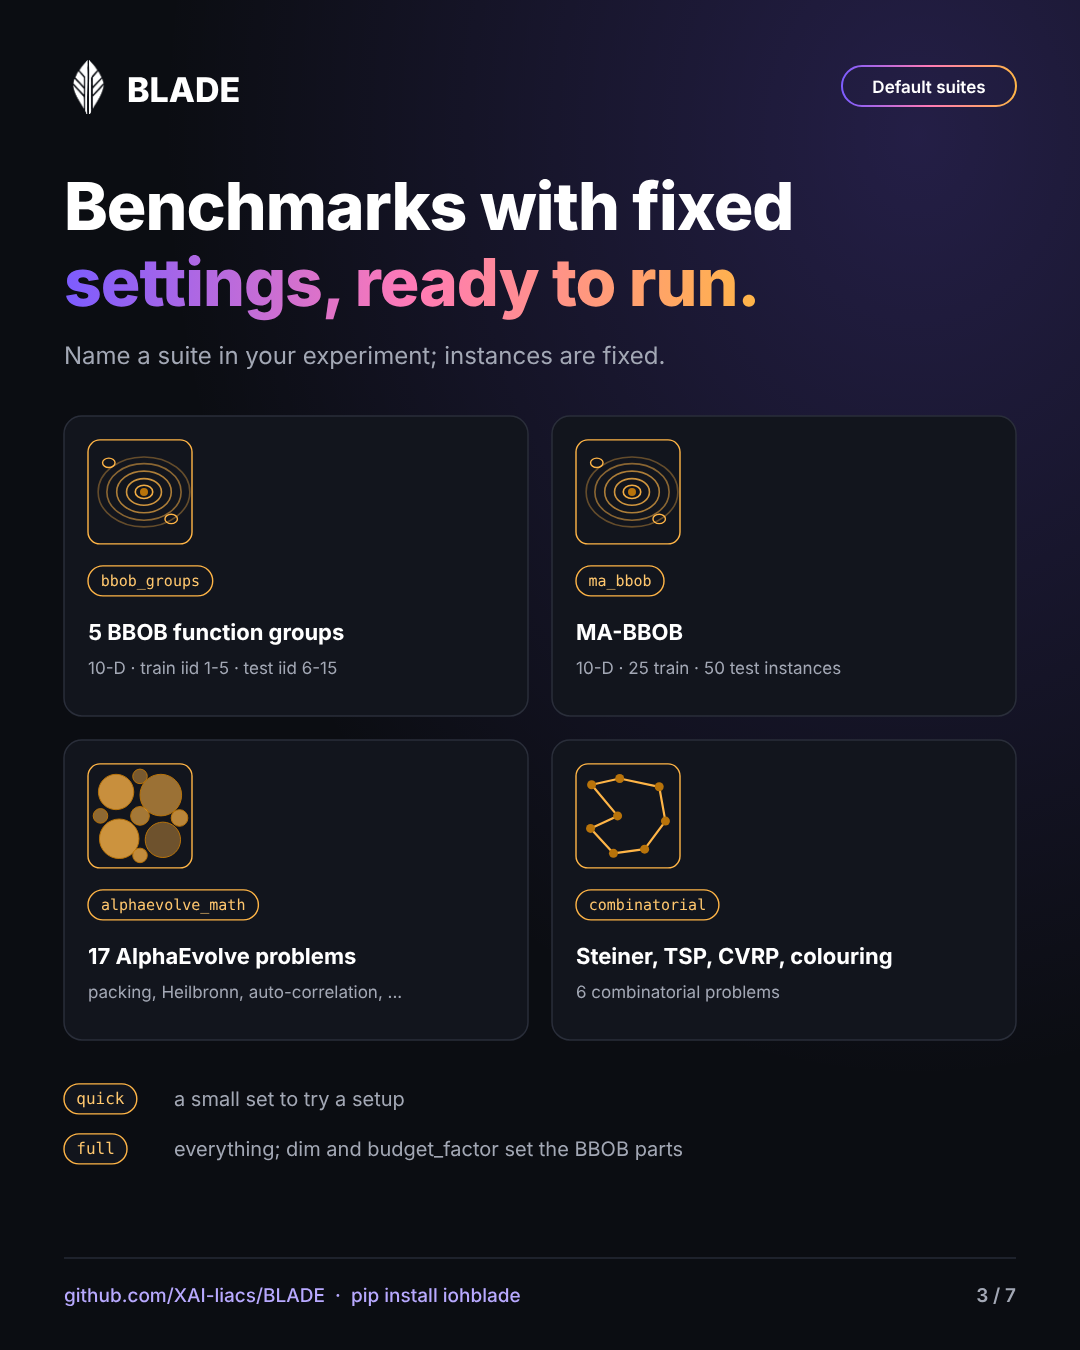 BLADE
Default suites
Benchmarks with fixed
settings, ready to run.
Name a suite in your experiment; instances are fixed.
bbob_groups
5 BBOB function groups
10-D · train iid 1-5 · test iid 6-15
ma_bbob
MA-BBOB
10-D · 25 train · 50 test instances
alphaevolve_math
17 AlphaEvolve problems
packing, Heilbronn, auto-correlation, ...
combinatorial
Steiner, TSP, CVRP, colouring
6 combinatorial problems
quick a small set to try a setup
full everything; dim and budget_factor set the BBOB parts
github.com/XAI-liacs/BLADE · pip install iohblade
3 / 7